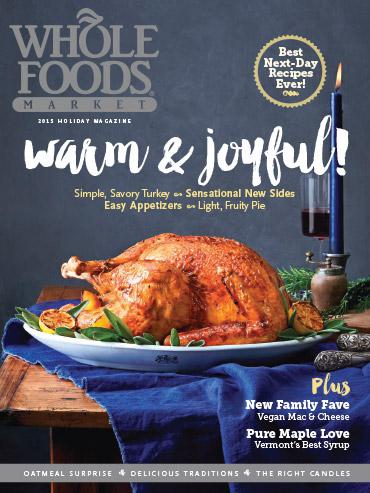 WHOLE
FOODS
MARKET
2015 HOLIDAY MAGAZINE
Best
Next-Day
Recipes
Ever!
warm & joyful!
Simple, Savory Turkey Sensational New Sides
Easy Appetizers Light, Fruity Pie
Plus
New Family Fave
Vegan Mac & Cheese
Pure Maple Love
Vermont's Best Syrup
OATMEAL SURPRISE DELICIOUS TRADITIONS THE RIGHT CANDLES